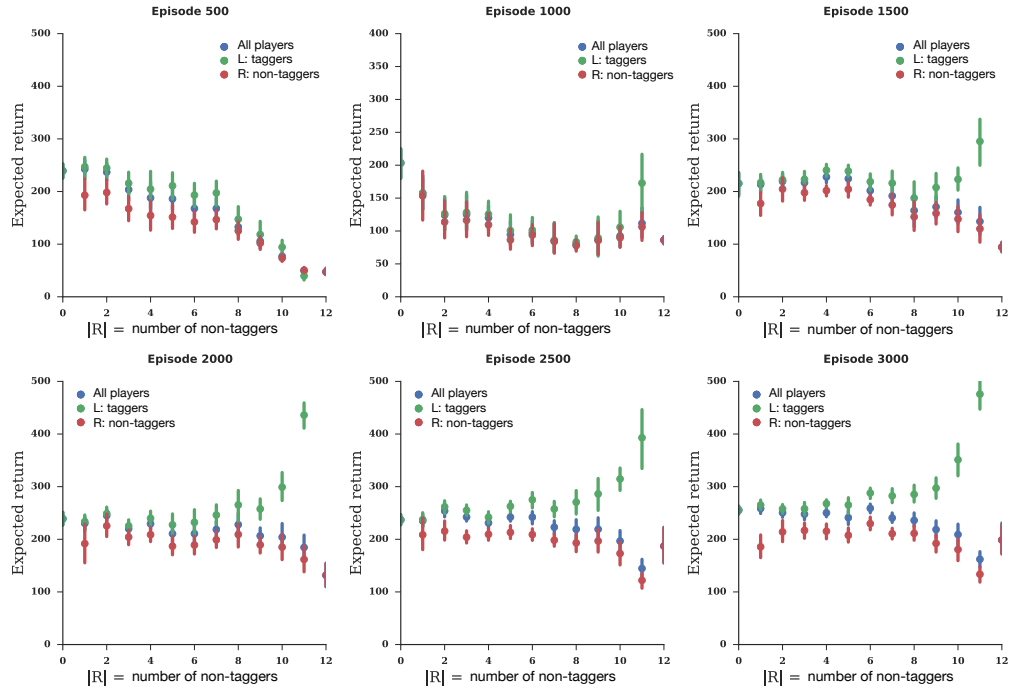 Episode 500
500
400
300
200
100
0
Expected return
All players
L: taggers
R: non-taggers
0 2 4 6 8 10 12
|R| = number of non-taggers
Episode 1000
400
350
300
250
200
150
100
50
0
Expected return
All players
L: taggers
R: non-taggers
0 2 4 6 8 10 12
|R| = number of non-taggers
Episode 1500
500
400
300
200
100
0
Expected return
All players
L: taggers
R: non-taggers
0 2 4 6 8 10 12
|R| = number of non-taggers
Episode 2000
500
400
300
200
100
0
Expected return
All players
L: taggers
R: non-taggers
0 2 4 6 8 10 12
|R| = number of non-taggers
Episode 2500
500
400
300
200
100
0
Expected return
All players
L: taggers
R: non-taggers
0 2 4 6 8 10 12
|R| = number of non-taggers
Episode 3000
500
400
300
200
100
0
Expected return
All players
L: taggers
R: non-taggers
0 2 4 6 8 10 12
|R| = number of non-taggers